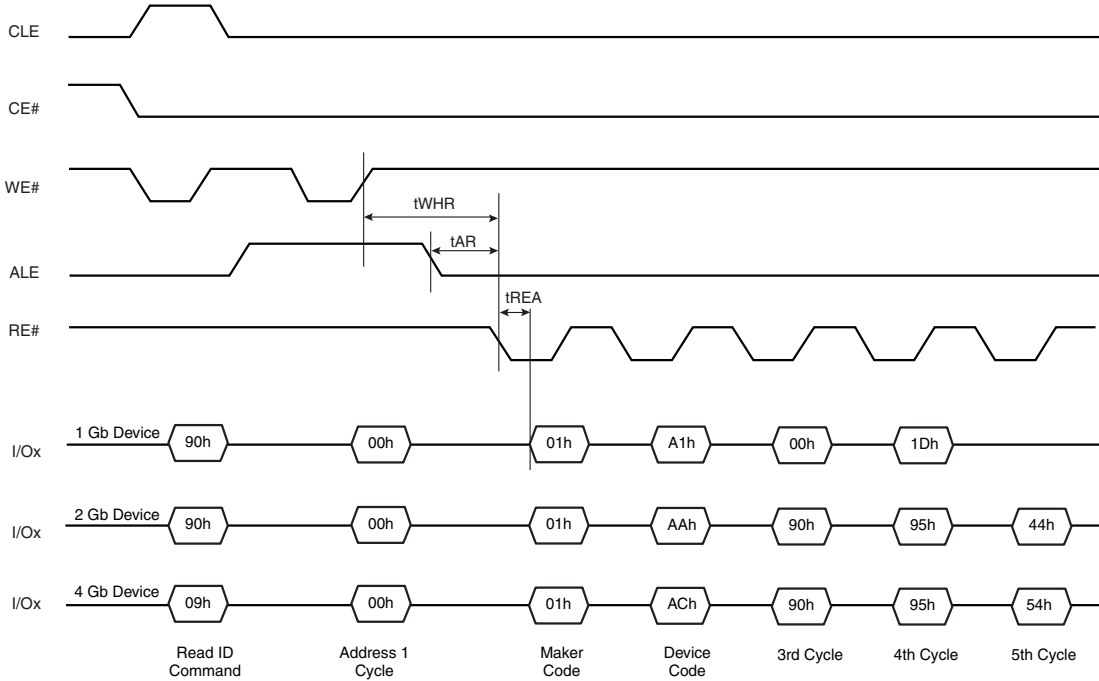 CLE
CE#
WE#
tWHR
tAR
ALE
tREA
RE#
I/Ox 1 Gb Device 90h 00h 01h A1h 00h 1Dh
I/Ox 2 Gb Device 90h 00h 01h AAh 90h 95h 44h
I/Ox 4 Gb Device 09h 00h 01h ACh 90h 95h 54h
Read ID Address 1 Maker Device 3rd Cycle 4th Cycle 5th Cycle
Command Cycle Code Code